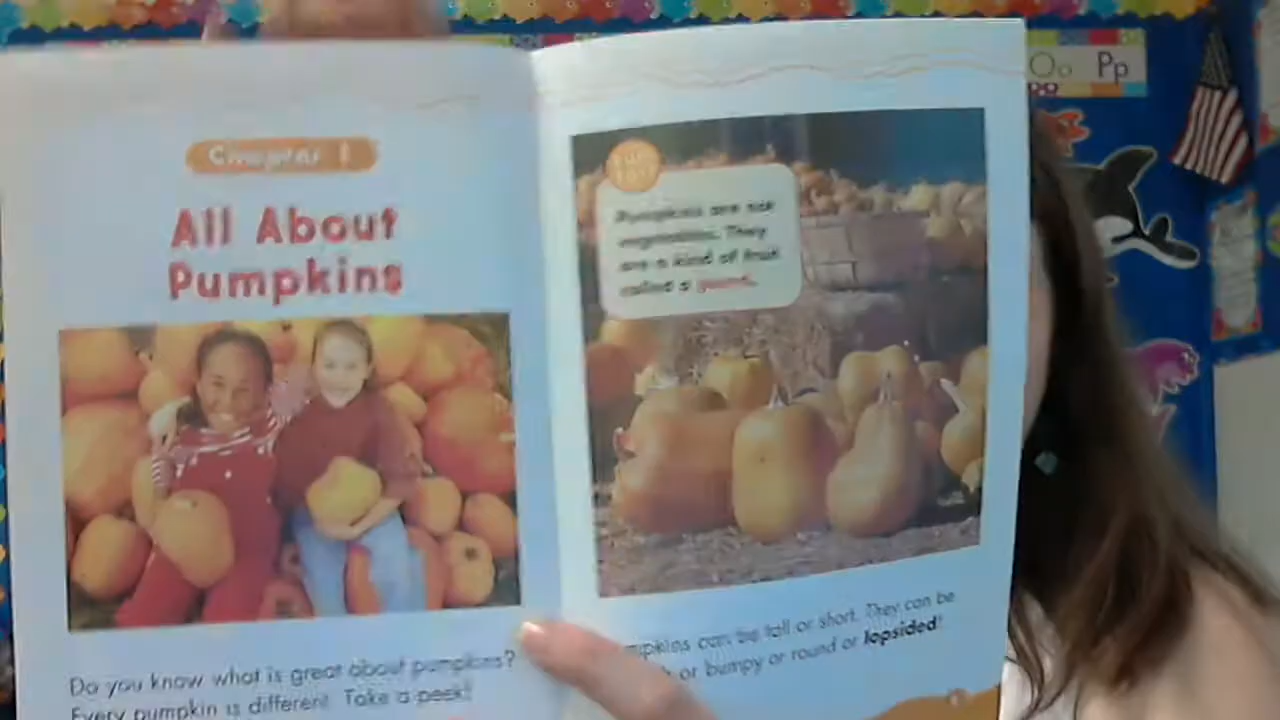 Chapter 1
All About
Pumpkins
Do you know what is great about pumpkins?
Every pumpkin is different. Take a peek!
FUN
FACT
Pumpkins are not
vegetables. They
are a kind of fruit
called a gourd.
mpkins can be tall or short. They can be
or bumpy or round or lopsided!
Oo Pp